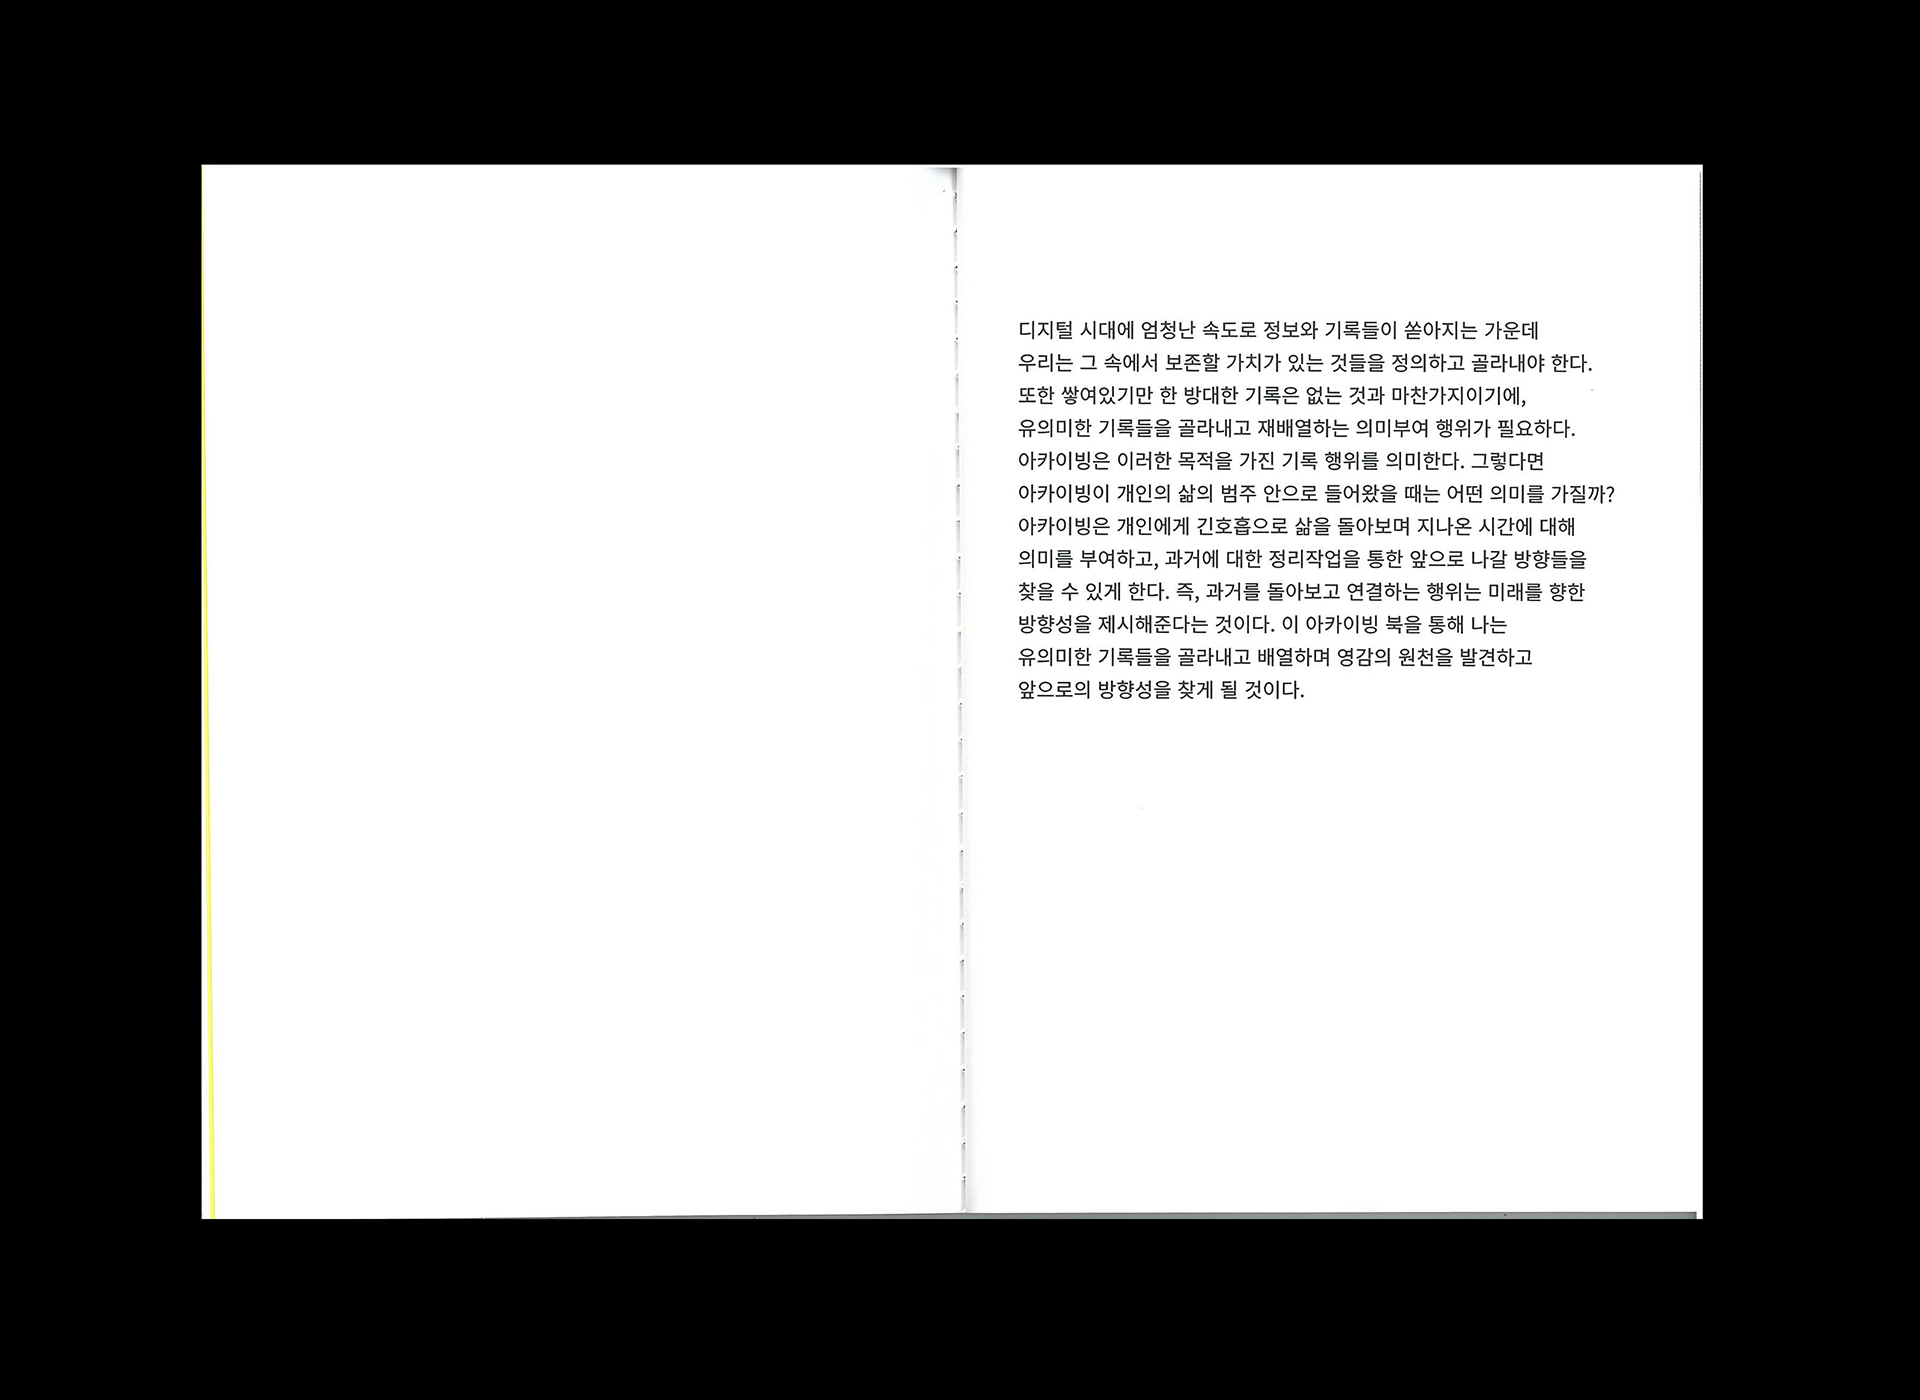 디지털 시대에 엄청난 속도로 정보와 기록들이 쏟아지는 가운데
우리는 그 속에서 보존할 가치가 있는 것들을 정의하고 골라내야 한다.
또한 쌓여있기만 한 방대한 기록은 없는 것과 마찬가지이기에,
유의미한 기록들을 골라내고 재배열하는 의미부여 행위가 필요하다.
아카이빙은 이러한 목적을 가진 기록 행위를 의미한다. 그렇다면
아카이빙이 개인의 삶의 범주 안으로 들어왔을 때는 어떤 의미를 가질까?
아카이빙은 개인에게 긴호흡으로 삶을 돌아보며 지나온 시간에 대해
의미를 부여하고, 과거에 대한 정리작업을 통한 앞으로 나갈 방향들을
찾을 수 있게 한다. 즉, 과거를 돌아보고 연결하는 행위는 미래를 향한
방향성을 제시해준다는 것이다. 이 아카이빙 북을 통해 나는
유의미한 기록들을 골라내고 배열하며 영감의 원천을 발견하고
앞으로의 방향성을 찾게 될 것이다.